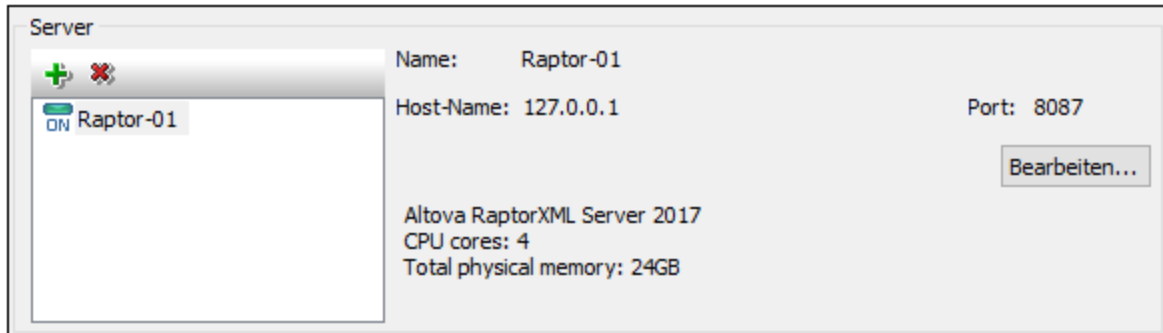 Server
Name: Raptor-01
ON Raptor-01
Host-Name: 127.0.0.1 Port: 8087
Bearbeiten...
Altova RaptorXML Server 2017
CPU cores: 4
Total physical memory: 24GB